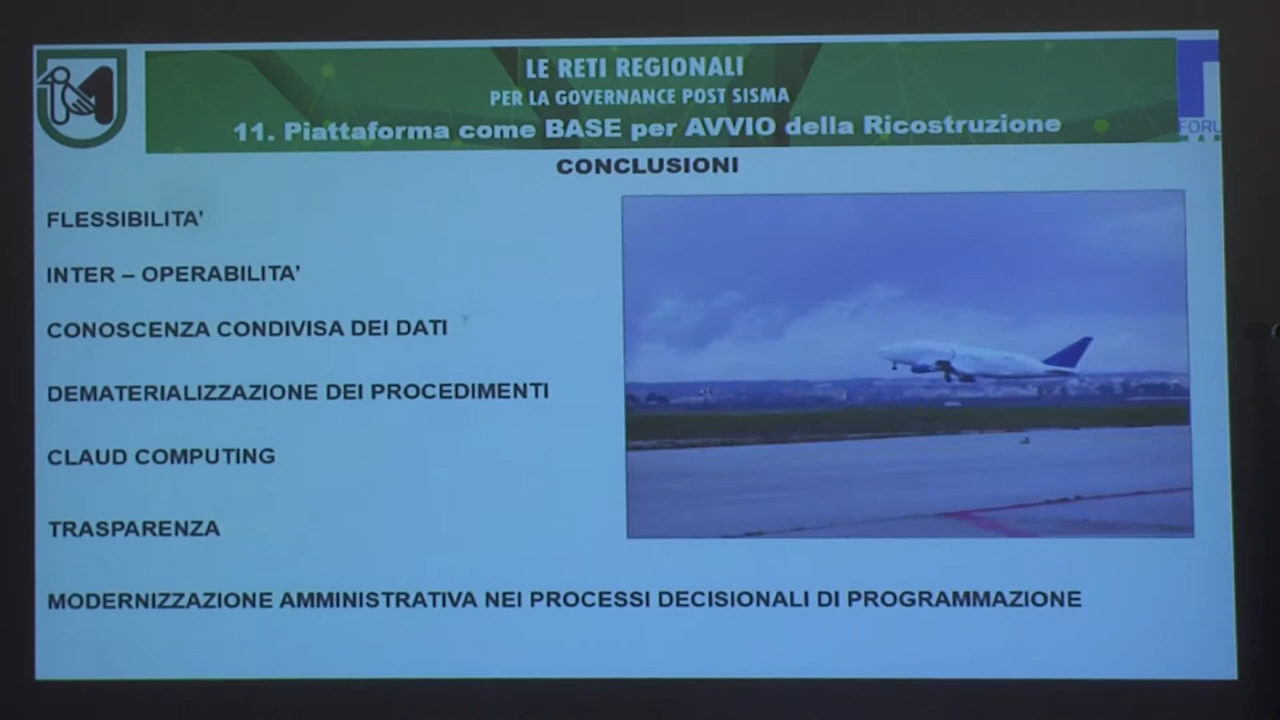 LE RETI REGIONALI
PER LA GOVERNANCE POST SISMA
11. Piattaforma come BASE per AVVIO della Ricostruzione
FORU
CONCLUSIONI
FLESSIBILITA'
INTER – OPERABILITA'
CONOSCENZA CONDIVISA DEI DATI
DEMATERIALIZZAZIONE DEI PROCEDIMENTI
CLAUD COMPUTING
TRASPARENZA
MODERNIZZAZIONE AMMINISTRATIVA NEI PROCESSI DECISIONALI DI PROGRAMMAZIONE